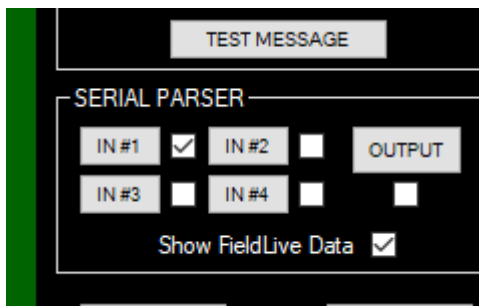 TEST MESSAGE
SERIAL PARSER
IN #1 IN #2 OUTPUT
IN #3 IN #4
Show FieldLive Data